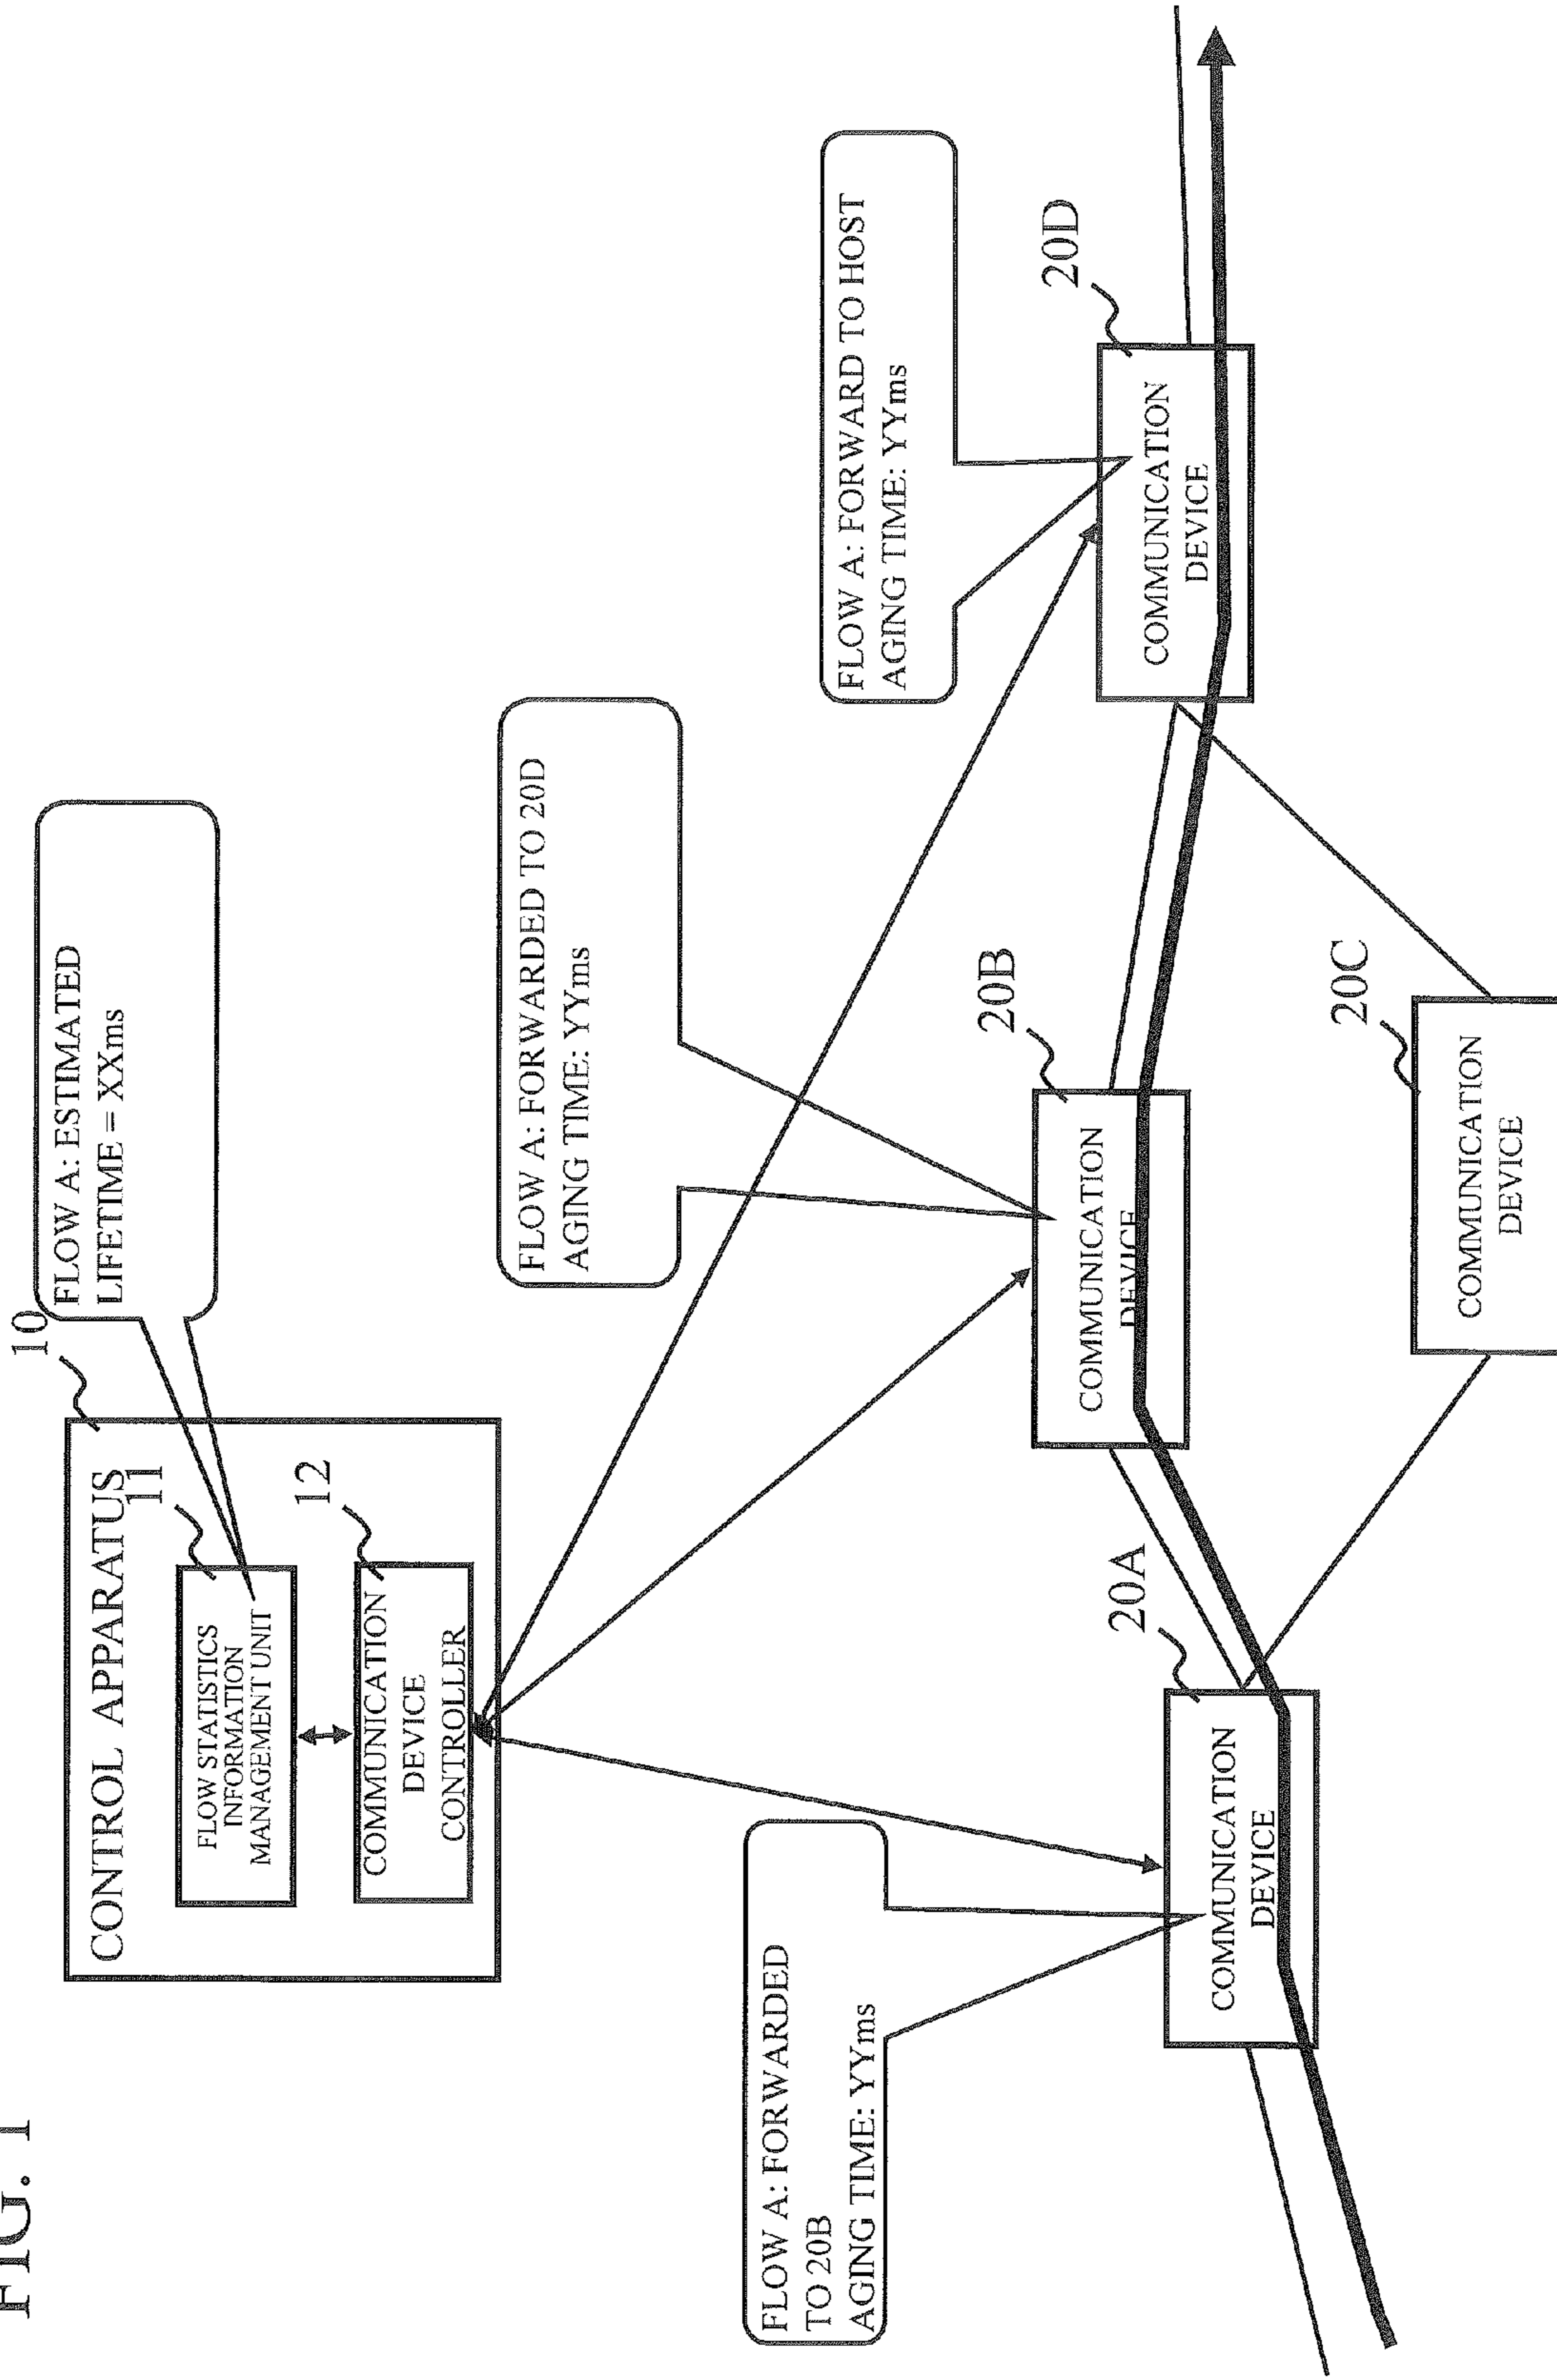 FIG. 1
10
CONTROL APPARATUS
11
FLOW STATISTICS
INFORMATION
MANAGEMENT UNIT
12
COMMUNICATION
DEVICE
CONTROLLER
FLOW A: ESTIMATED
LIFETIME = XXms
FLOW A: FORWARDED
TO 20B
AGING TIME: YYms
FLOW A: FORWARDED TO 20D
AGING TIME: YYms
FLOW A: FORWARD TO HOST
AGING TIME: YYms
20A
COMMUNICATION
DEVICE
20B
COMMUNICATION
DEVICE
20C
COMMUNICATION
DEVICE
20D
COMMUNICATION
DEVICE